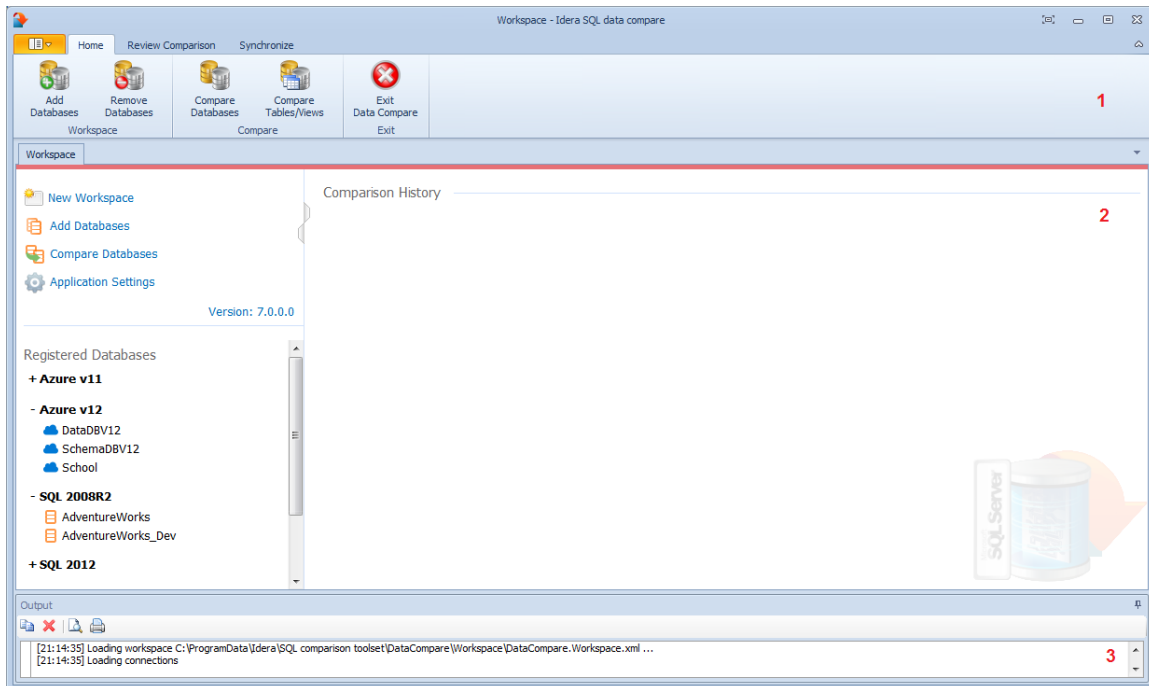 Workspace - Idera SQL data compare
Home Review Comparison Synchronize
Add Databases
Remove Databases
Compare Databases
Compare Tables/Views
Exit Data Compare
Workspace
Compare
Exit
1
Workspace
New Workspace
Add Databases
Compare Databases
Application Settings
Version: 7.0.0.0
Registered Databases
+ Azure v11
- Azure v12
DataDBV12
SchemaDBV12
School
- SQL 2008R2
AdventureWorks
AdventureWorks_Dev
+ SQL 2012
Comparison History
2
SQL Server
Output
[21:14:35] Loading workspace C:\ProgramData\Idera\SQL comparison toolset\DataCompare\Workspace\DataCompare.Workspace.xml ...
[21:14:35] Loading connections
3